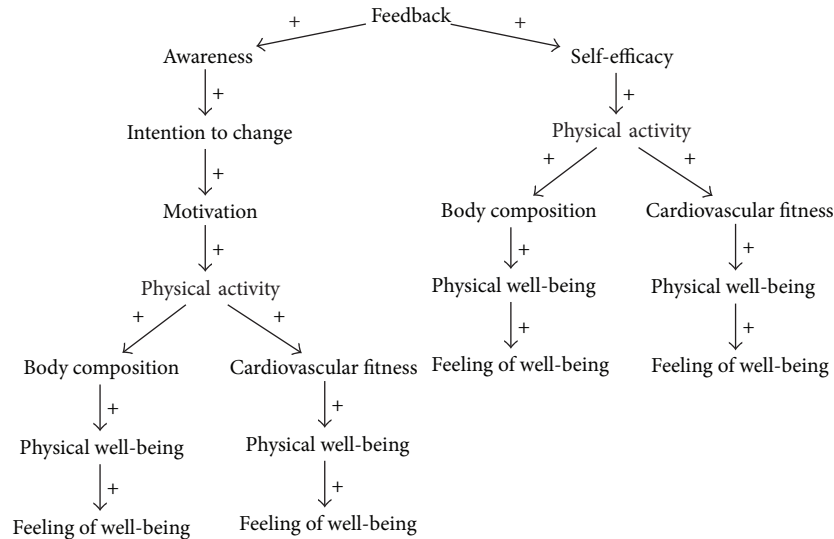 Feedback
+ +
Awareness Self-efficacy
+ +
Intention to change Physical activity
+ + +
Motivation Body composition Cardiovascular fitness
+ + +
Physical activity Physical well-being Physical well-being
+ + + +
Body composition Cardiovascular fitness Feeling of well-being Feeling of well-being
+ +
Physical well-being Physical well-being
+ +
Feeling of well-being Feeling of well-being